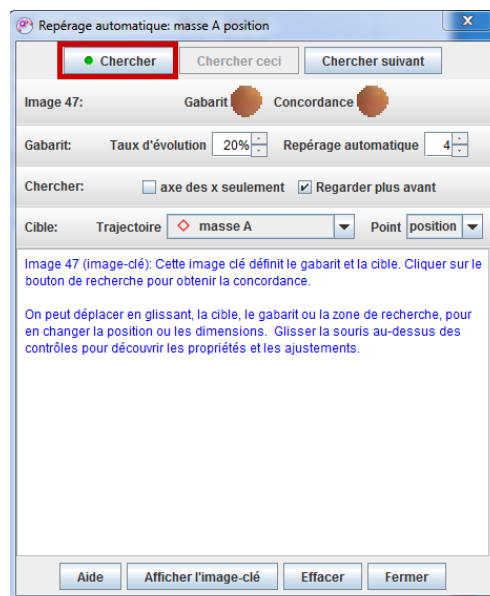 Repérage automatique: masse A position
Chercher Chercher ceci Chercher suivant
Image 47: Gabarit Concordance
Gabarit: Taux d'évolution 20% Repérage automatique 4
Chercher: axe des x seulement Regarder plus avant
Cible: Trajectoire masse A Point position
Image 47 (image-clé): Cette image clé définit le gabarit et la cible. Cliquer sur le
bouton de recherche pour obtenir la concordance.
On peut déplacer en glissant, la cible, le gabarit ou la zone de recherche, pour
en changer la position ou les dimensions. Glisser la souris au-dessus des
contrôles pour découvrir les propriétés et les ajustements.
Aide Afficher l'image-clé Effacer Fermer